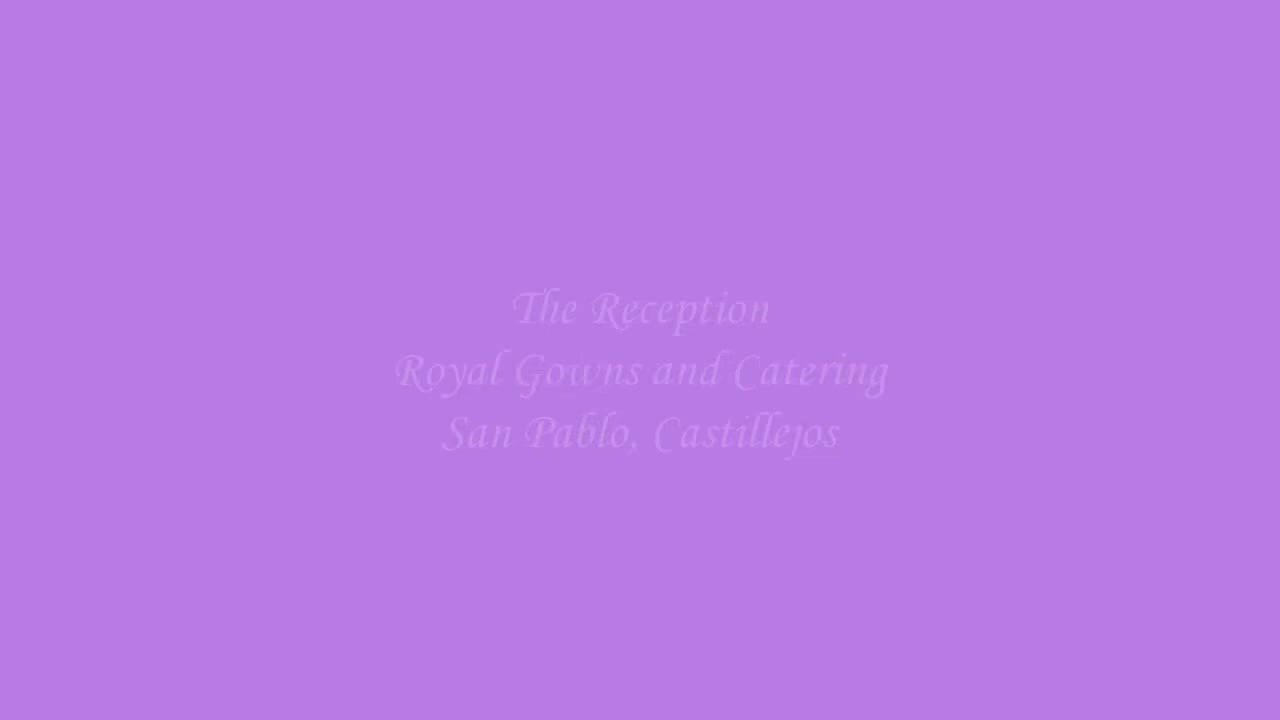 The Reception
Royal Gowns and Catering
San Pablo, Castillejos